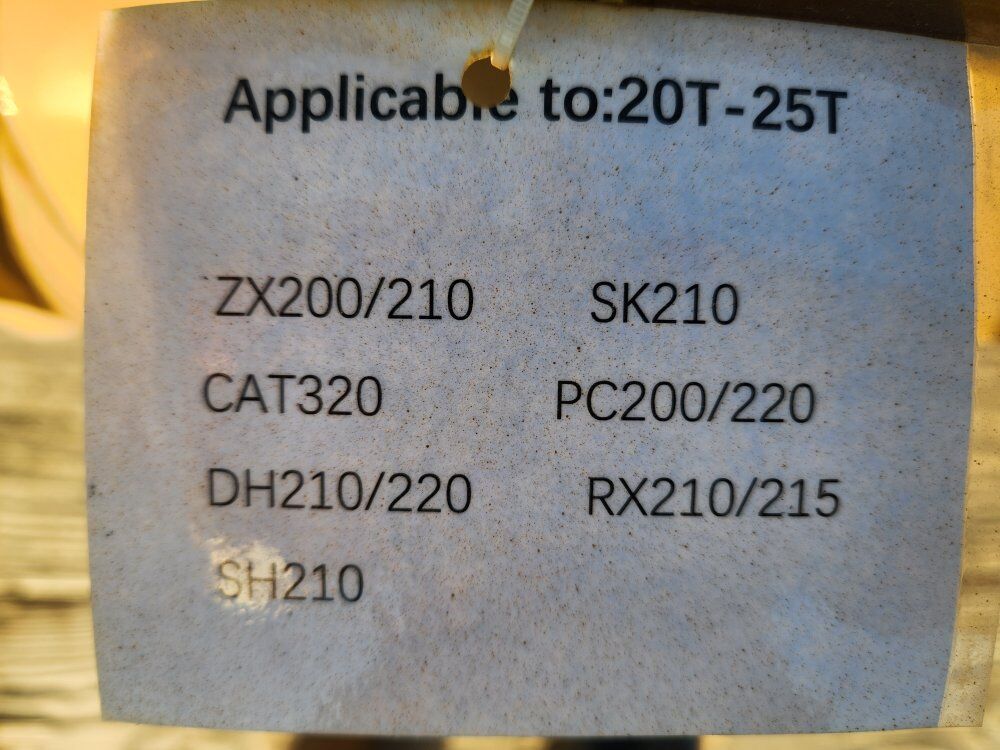 Applicable to:20T-25T
ZX200/210 SK210
CAT320 PC200/220
DH210/220 RX210/215
SH210